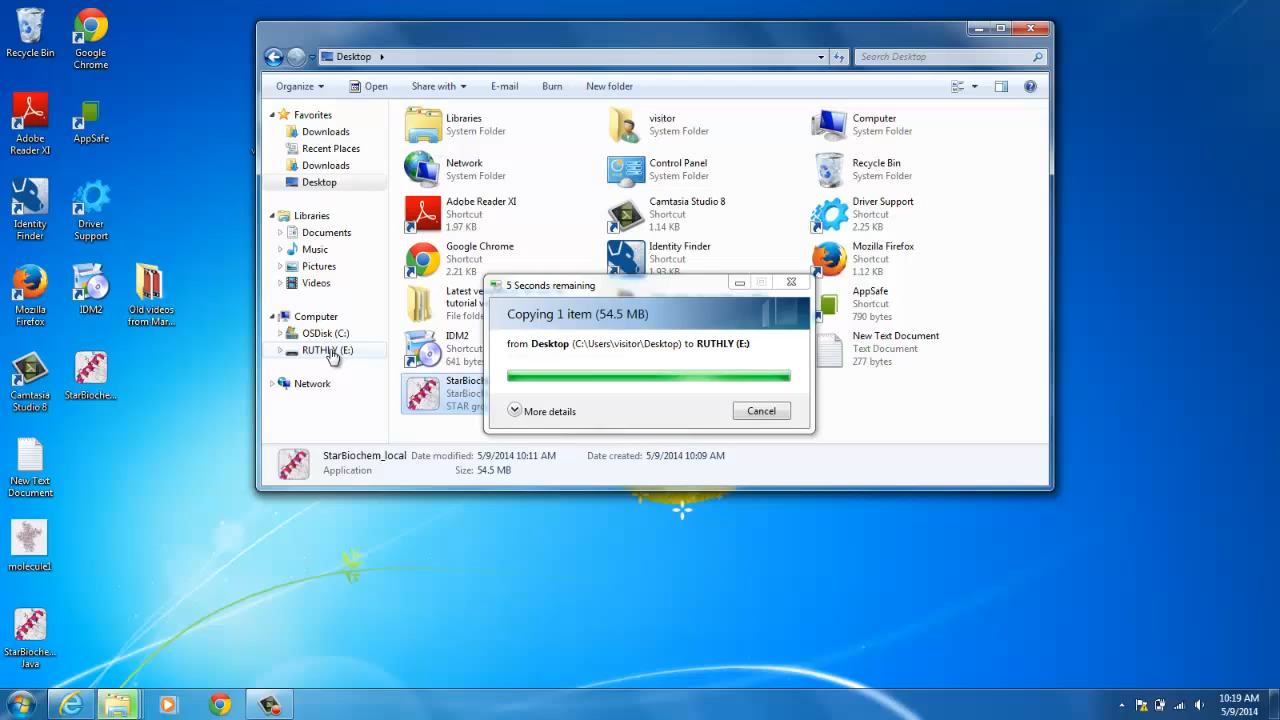 Recycle Bin
Google
Chrome
Adobe
Reader XI
AppSafe
Identity
Finder
Driver
Support
Mozilla
Firefox
IDM2
Old videos
from Mar...
Camtasia
Studio 8
StarBioche...
New Text
Document
molecule1
StarBioche...
Java
Desktop
Search Desktop
Organize
Open
Share with
E-mail
Burn
New folder
Favorites
Downloads
Recent Places
Downloads
Desktop
Libraries
Documents
Music
Pictures
Videos
Computer
OSDisk (C:)
RUTHLY (E:)
Network
Libraries
System Folder
visitor
System Folder
Computer
System Folder
Network
System Folder
Control Panel
System Folder
Recycle Bin
System Folder
Adobe Reader XI
Shortcut
1.97 KB
Camtasia Studio 8
Shortcut
1.14 KB
Driver Support
Shortcut
2.25 KB
Google Chrome
Shortcut
2.21 KB
Identity Finder
Shortcut
1.93 KB
Mozilla Firefox
Shortcut
1.12 KB
Latest ve
tutorial v
File folde
AppSafe
Shortcut
790 bytes
IDM2
Shortcut
641 bytes
New Text Document
Text Document
277 bytes
StarBioch
StarBioch
STAR gro
5 Seconds remaining
Copying 1 item (54.5 MB)
from Desktop (C:\Users\visitor\Desktop) to RUTHLY (E:)
More details
Cancel
StarBiochem_local Date modified: 5/9/2014 10:11 AM Date created: 5/9/2014 10:09 AM
Application Size: 54.5 MB
10:19 AM
5/9/2014